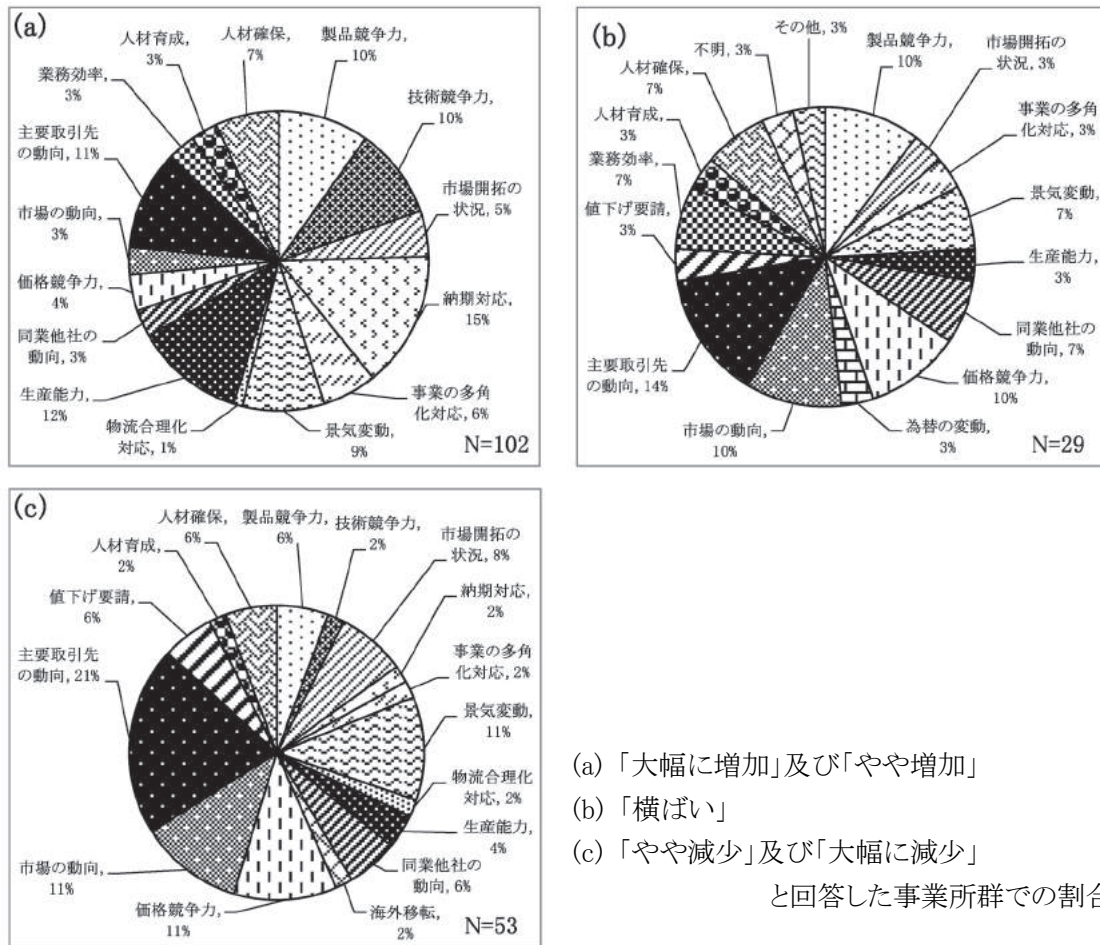 (a)
人材育成,
3%
人材確保,
7%
製品競争力,
10%
技術競争力,
10%
市場開拓の
状況, 5%
納期対応,
15%
事業の多角
化対応, 6%
景気変動,
9%
物流合理化
対応, 1%
生産能力,
12%
同業他社の
動向, 3%
価格競争力,
4%
市場の動向,
3%
主要取引先
の動向, 11%
業務効率,
3%
N=102
(b)
その他, 3%
製品競争力,
10%
市場開拓の
状況, 3%
事業の多角
化対応, 3%
景気変動,
7%
生産能力,
3%
同業他社の
動向, 7%
価格競争力,
10%
為替の変動,
3%
市場の動向,
10%
主要取引先
の動向, 14%
値下げ要請,
3%
業務効率,
7%
人材育成,
3%
人材確保,
7%
不明, 3%
N=29
(c)
人材確保,
6%
製品競争力,
6%
技術競争力,
2%
市場開拓の
状況, 8%
納期対応,
2%
事業の多角
化対応, 2%
景気変動,
11%
物流合理化
対応, 2%
生産能力,
4%
同業他社の
動向, 6%
海外移転,
2%
価格競争力,
11%
市場の動向,
11%
主要取引先
の動向, 21%
値下げ要請,
6%
人材育成,
2%
N=53
(a) 「大幅に増加」及び「やや増加」
(b) 「横ばい」
(c) 「やや減少」及び「大幅に減少」
と回答した事業所群での割合